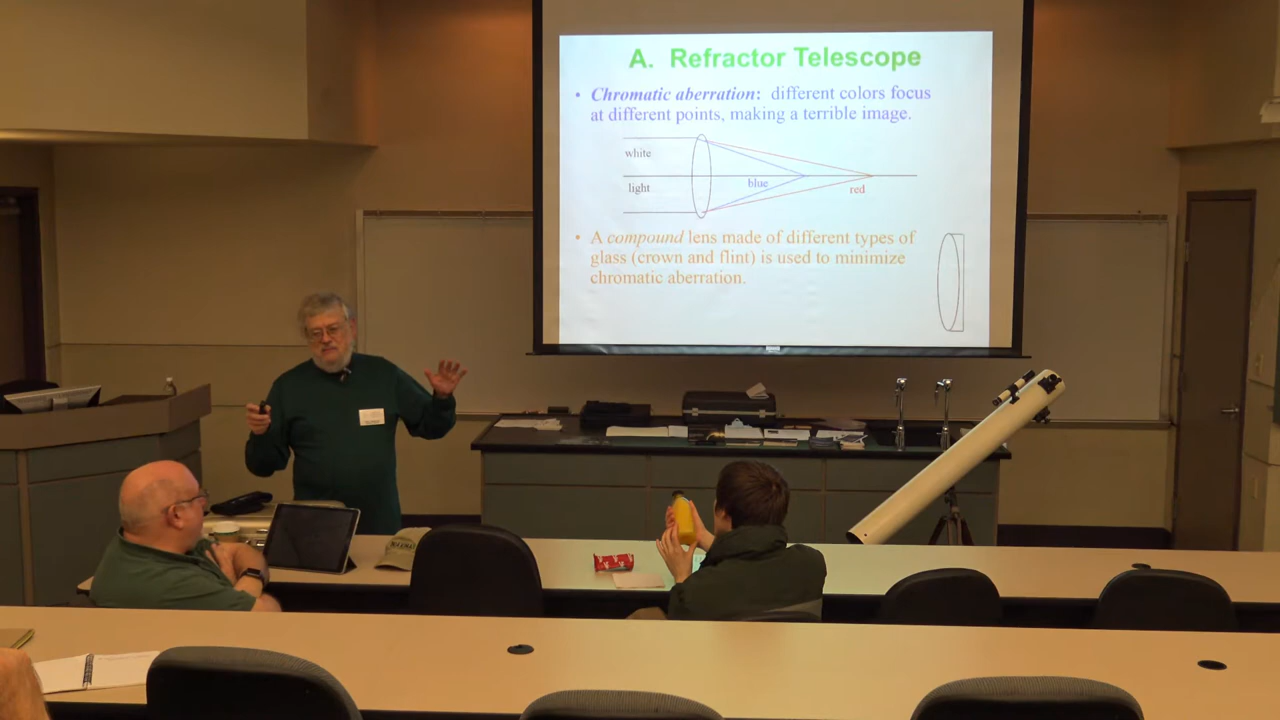 A. Refractor Telescope
• Chromatic aberration: different colors focus
at different points, making a terrible image.
white
light
blue
red
• A compound lens made of different types of
glass (crown and flint) is used to minimize
chromatic aberration.